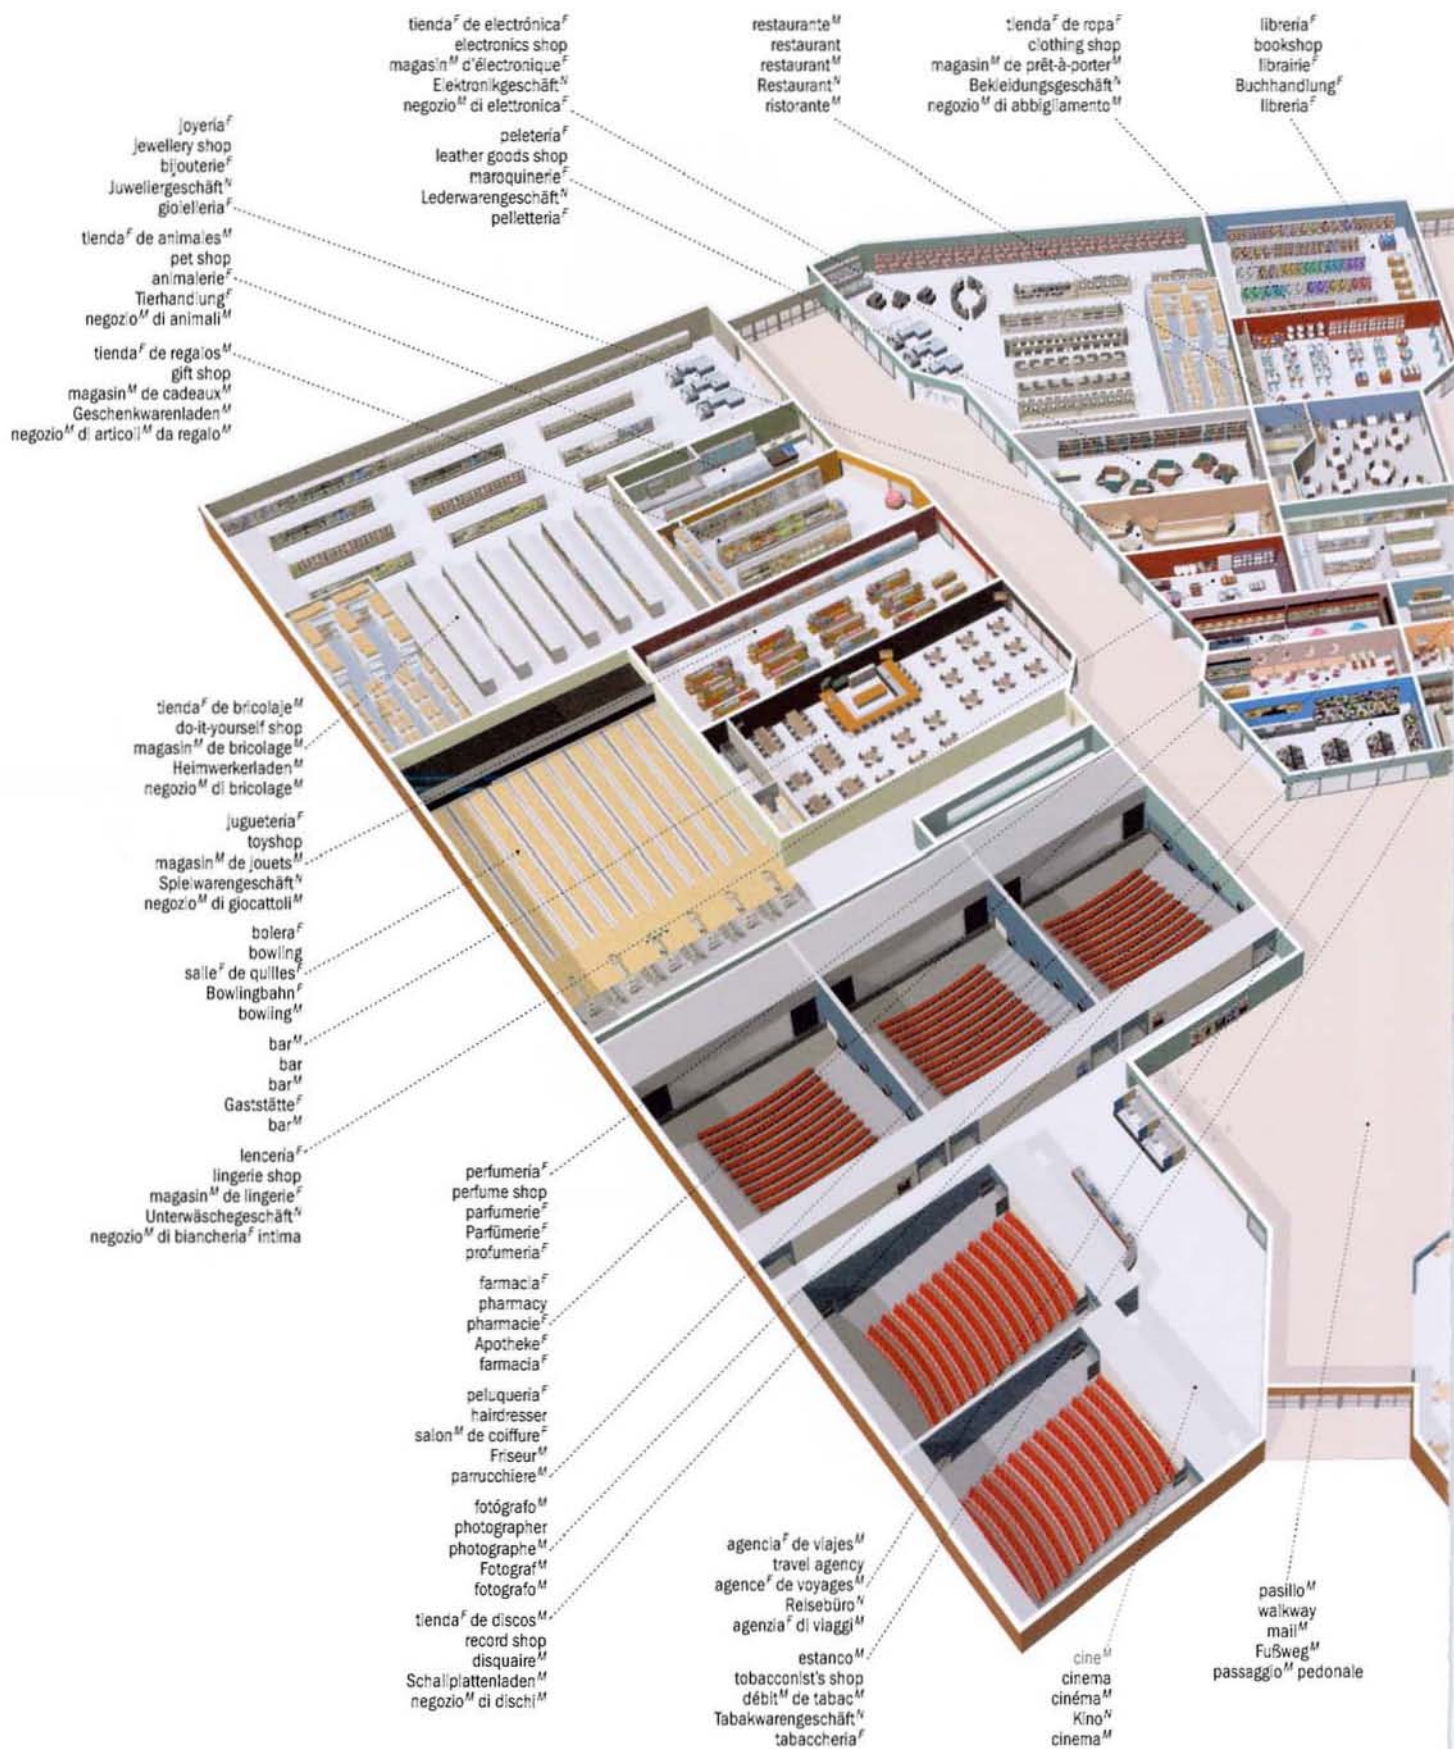 tienda^F de electrónica^F
electronics shop
magasin^M d'électronique^F
Elektronikgeschäft^N
negozio^M di elettronica^F
restaurante^M
restaurant
restaurant^M
Restaurant^N
ristorante^M
tienda^F de ropa^F
clothing shop
magasin^M de prêt-à-porter^M
Bekleidungsgeschäft^N
negozio^M di abbigliamento^M
librería^F
bookshop
librairie^F
Buchhandlung^F
libreria^F
joyería^F
jewellery shop
bijouterie^F
Juweliergeschäft^N
gioielleria^F
peletería^F
leather goods shop
maroquinerie^F
Lederwarengeschäft^N
pelletteria^F
tienda^F de animales^M
pet shop
animalerie^F
Tierhandlung^F
negozio^M di animali^M
tienda^F de regalos^M
gift shop
magasin^M de cadeaux^M
Geschenkwarenladen^M
negozio^M di articoli^M da regalo^M
tienda^F de bricolaje^M
do-it-yourself shop
magasin^M de bricolage^M
Heimwerkerladen^M
negozio^M di bricolage^M
juguetería^F
toyshop
magasin^M de jouets^M
Spielwarengeschäft^N
negozio^M di giocattoli^M
bolera^F
bowling
salle^F de quilles^F
Bowlingbahn^F
bowling^M
bar^M
bar
bar^M
Gaststätte^F
bar^M
lencería^F
lingerie shop
magasin^M de lingerie^F
Unterwäschegeschäft^N
negozio^M di biancheria^F intima
perfumería^F
perfume shop
parfumerie^F
Parfümerie^F
profumeria^F
farmacia^F
pharmacy
pharmacie^F
Apotheke^F
farmacia^F
peluquería^F
hairdresser
salon^M de coiffure^F
Friseur^M
parrucchiere^M
fotógrafo^M
photographer
photographe^M
Fotograf^M
fotografo^M
tienda^F de discos^M
record shop
disquaire^M
Schallplattenladen^M
negozio^M di dischi^M
agencia^F de viajes^M
travel agency
agence^F de voyages^M
Reisebüro^N
agenzia^F di viaggi^M
estanco^M
tobacconist's shop
débit^M de tabac^M
Tabakwarengeschäft^N
tabaccheria^F
cine^M
cinema
cinéma^M
Kino^N
cinema^M
pasillo^M
walkway
mail^M
Fußweg^M
passaggio^M pedonale